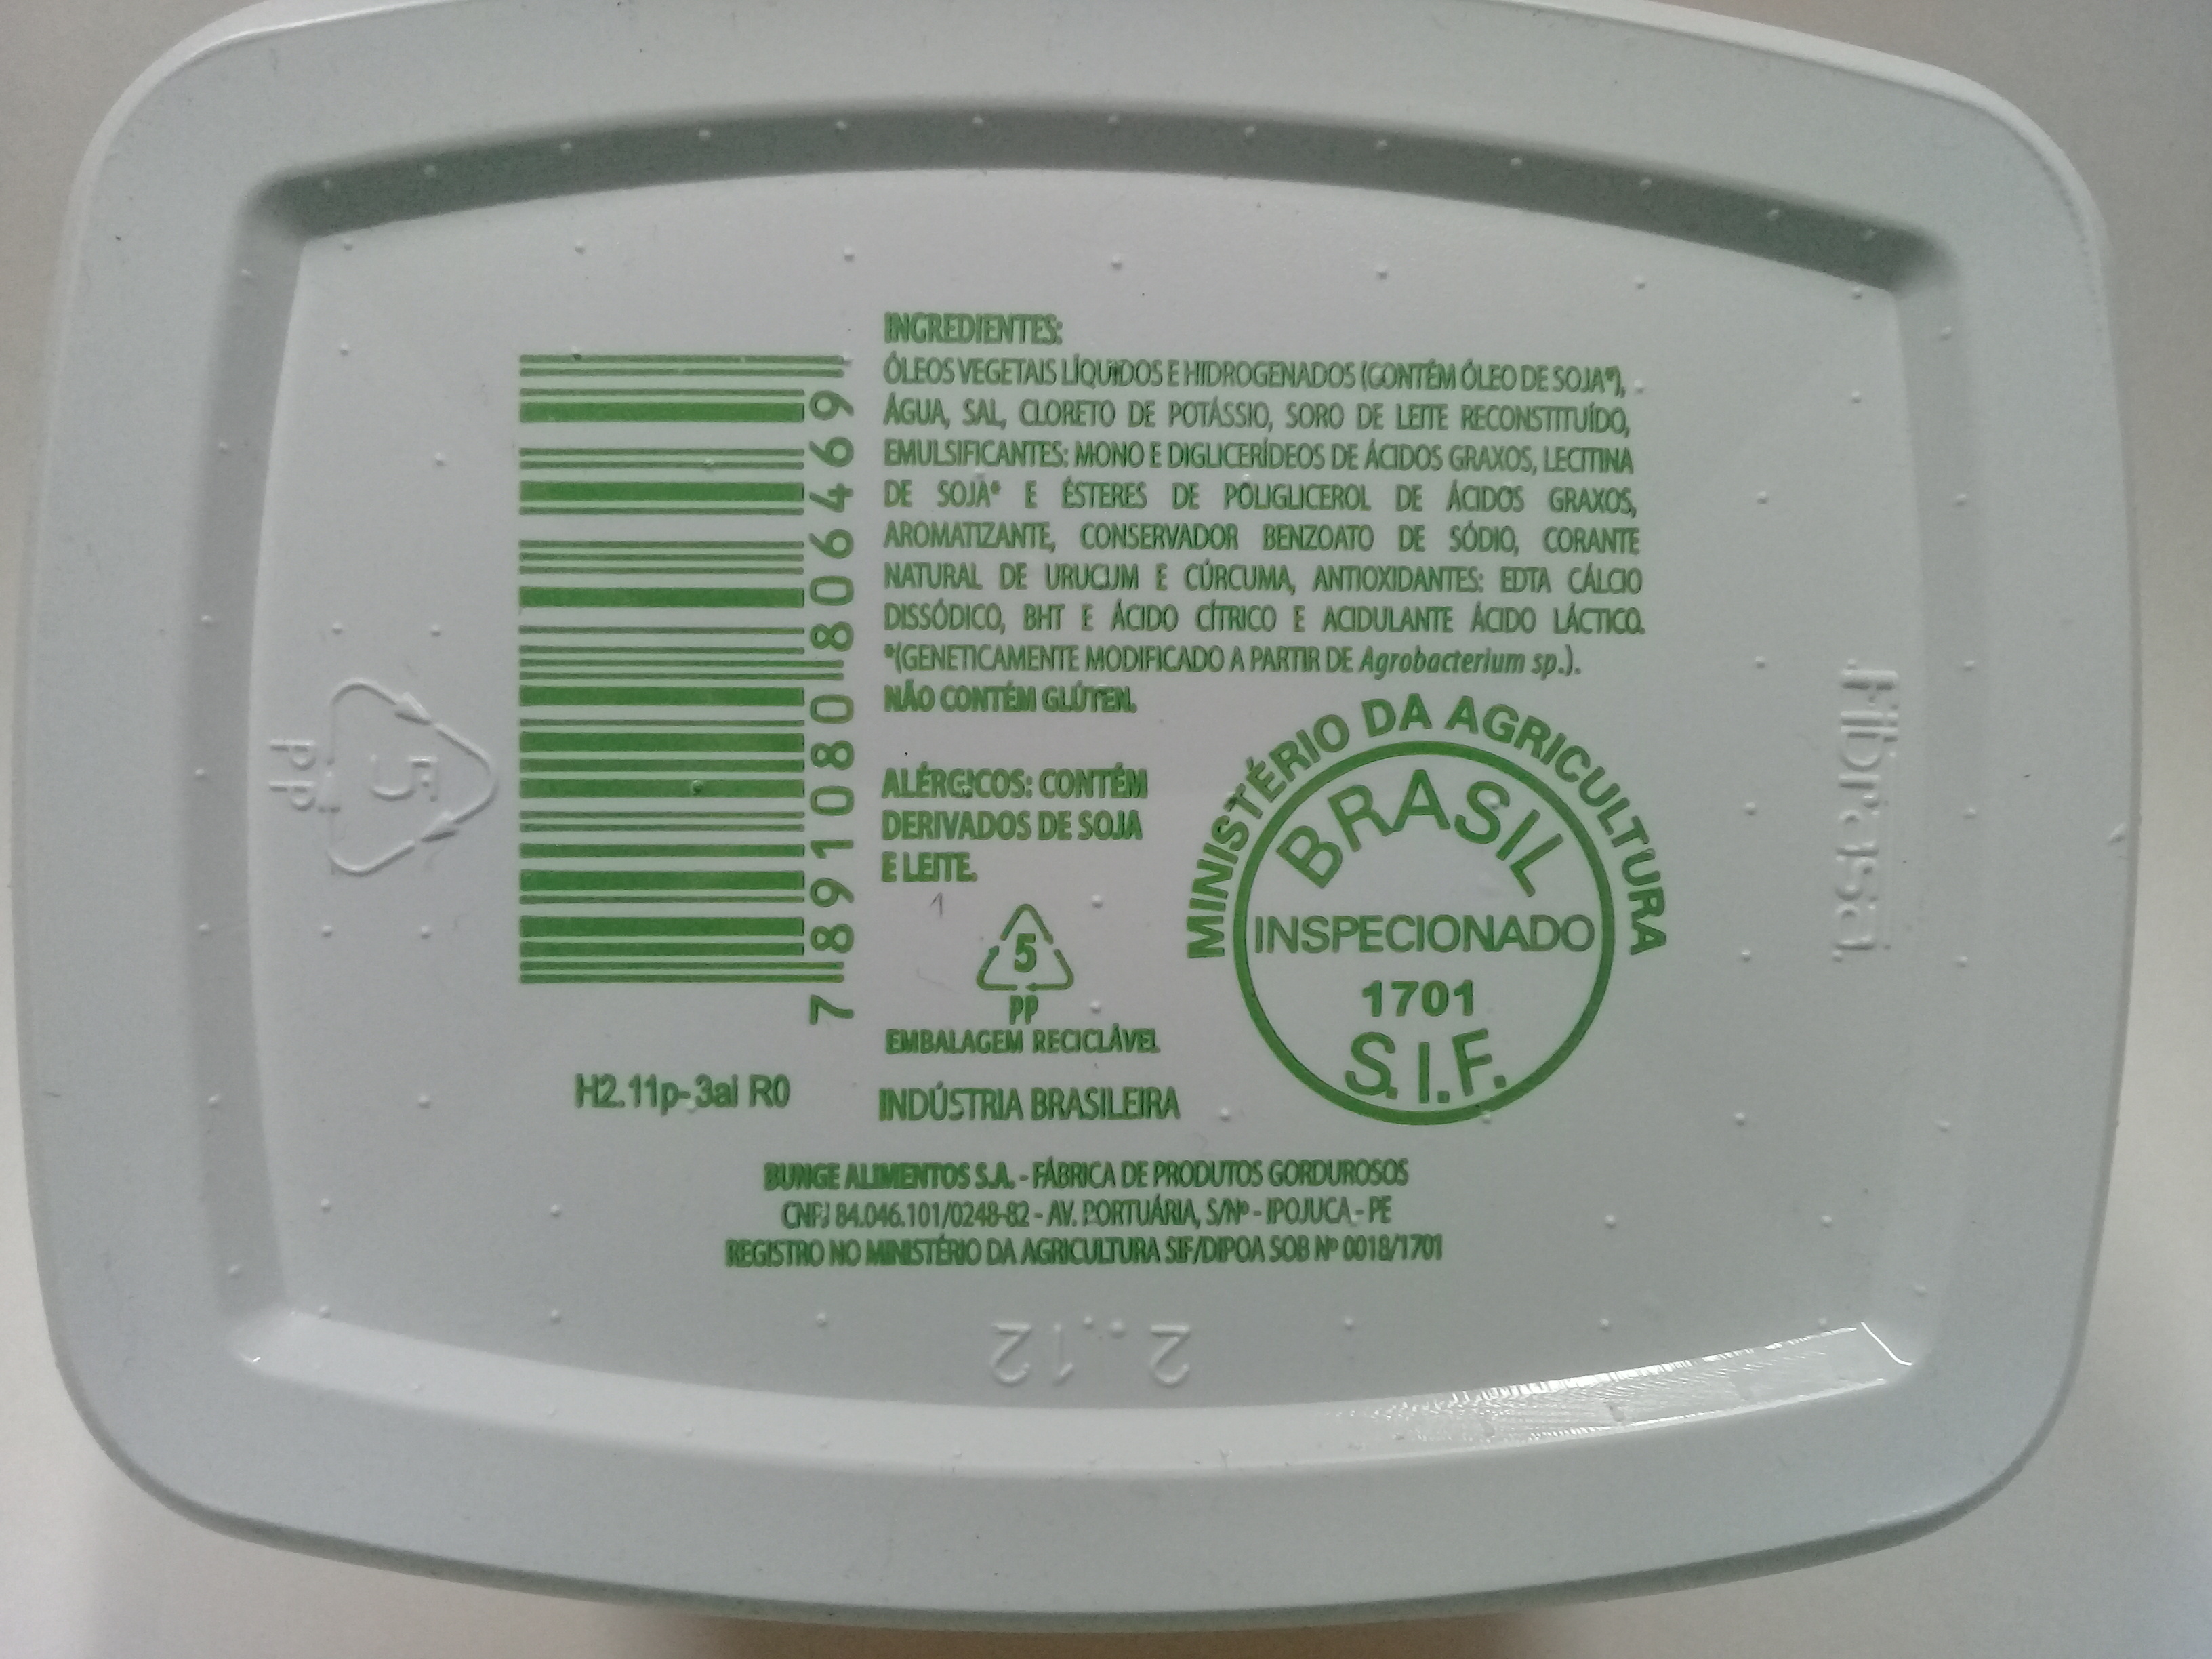 PP
5
7 891080 806469
H2.11p-3al R0
INGREDIENTES:
ÓLEOS VEGETAIS LÍQUIDOS E HIDROGENADOS (CONTÉM ÓLEO DE SOJA*),
ÁGUA, SAL, CLORETO DE POTÁSSIO, SORO DE LEITE RECONSTITUÍDO,
EMULSIFICANTES: MONO E DIGLICERÍDEOS DE ÁCIDOS GRAXOS, LECITINA
DE SOJA* E ÉSTERES DE POLIGLICEROL DE ÁCIDOS GRAXOS,
AROMATIZANTE, CONSERVADOR BENZOATO DE SÓDIO, CORANTE
NATURAL DE URUCUM E CÚRCUMA, ANTIOXIDANTES: EDTA CÁLCIO
DISSÓDICO, BHT E ÁCIDO CÍTRICO E ACIDULANTE ÁCIDO LÁCTICO.
*(GENETICAMENTE MODIFICADO A PARTIR DE Agrobacterium sp.).
NÃO CONTÉM GLÚTEN.
ALÉRGICOS: CONTÉM
DERIVADOS DE SOJA
E LEITE.
5
PP
EMBALAGEM RECICLÁVEL
INDÚSTRIA BRASILEIRA
MINISTÉRIO DA AGRICULTURA
BRASIL
INSPECIONADO
1701
S.I.F.
BUNGE ALIMENTOS S.A. - FÁBRICA DE PRODUTOS GORDUROSOS
CNPJ 84.046.101/0248-82 - AV. PORTUÁRIA, S/Nº - IPOJUCA - PE
REGISTRO NO MINISTÉRIO DA AGRICULTURA SIF/DIPOA SOB Nº 0018/1701
Fibrasa